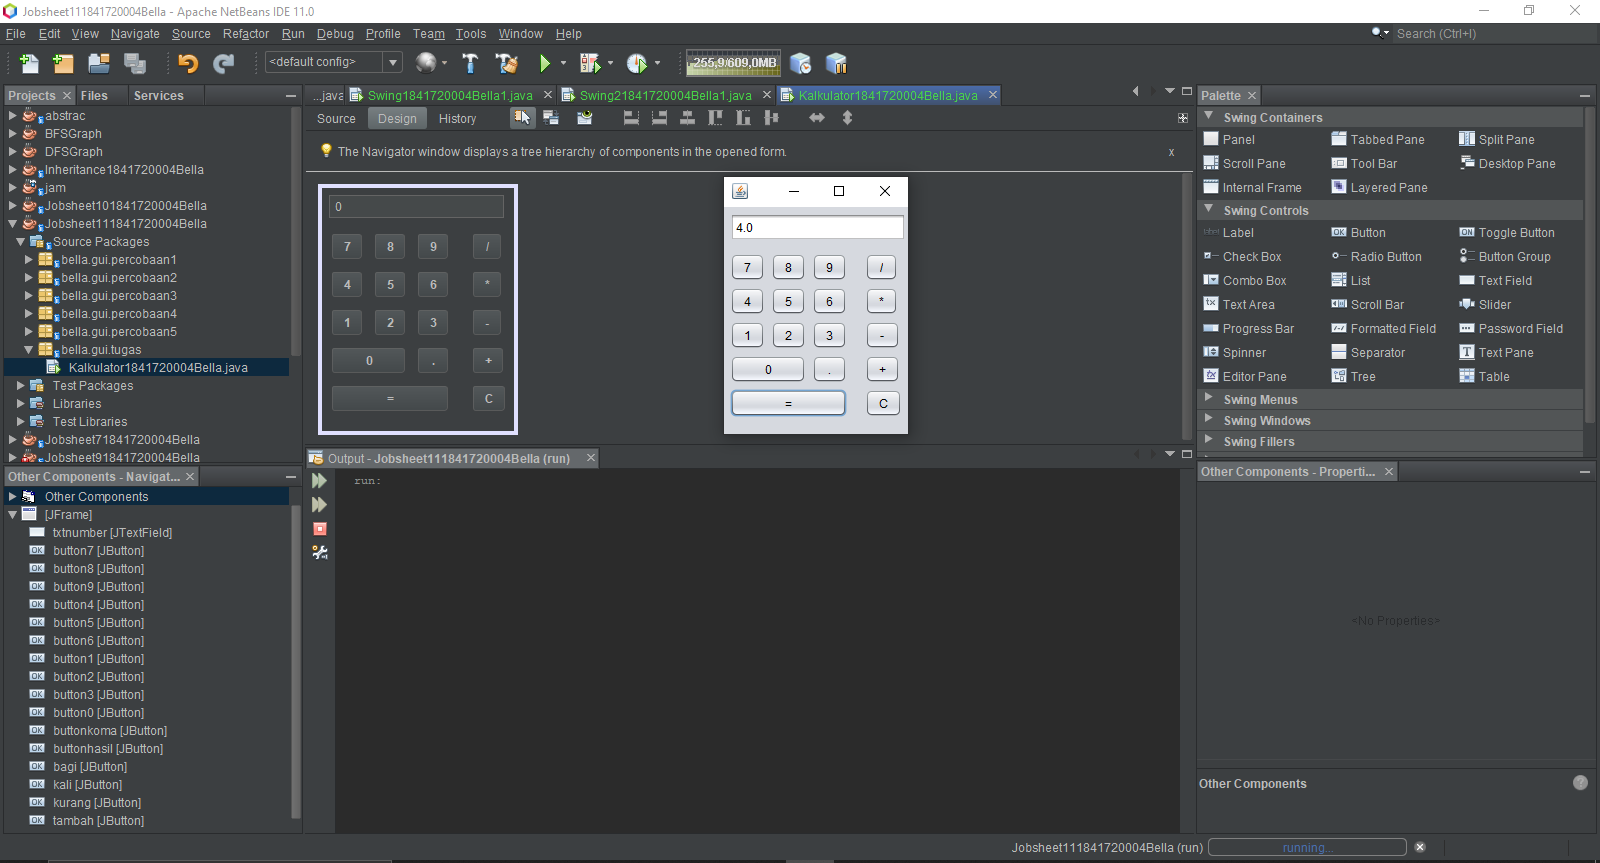 Jobsheet111841720004Bella - Apache NetBeans IDE 11.0
File Edit View Navigate Source Refactor Run Debug Profile Team Tools Window Help
Search (Ctrl+I)
<default config>
255,9/609,0MB
Projects Files Services
abstrac
BFSGraph
DFSGraph
Inheritance1841720004Bella
jam
Jobsheet101841720004Bella
Jobsheet111841720004Bella
Source Packages
bella.gui.percobaan1
bella.gui.percobaan2
bella.gui.percobaan3
bella.gui.percobaan4
bella.gui.percobaan5
bella.gui.tugas
Kalkulator1841720004Bella.java
Test Packages
Libraries
Test Libraries
Jobsheet71841720004Bella
Jobsheet91841720004Bella
Other Components - Navigat...
Other Components
[JFrame]
txtnumber [JTextField]
button7 [JButton]
button8 [JButton]
button9 [JButton]
button4 [JButton]
button5 [JButton]
button6 [JButton]
button1 [JButton]
button2 [JButton]
button3 [JButton]
button0 [JButton]
buttonkoma [JButton]
buttonhasil [JButton]
bagi [JButton]
kali [JButton]
kurang [JButton]
tambah [JButton]
...java Swing1841720004Bella1.java Swing21841720004Bella1.java Kalkulator1841720004Bella.java
Source Design History
The Navigator window displays a tree hierarchy of components in the opened form. x
0
7 8 9 /
4 5 6 *
1 2 3 -
0 . +
= C
4.0
7 8 9 /
4 5 6 *
1 2 3 -
0 . +
= C
Output - Jobsheet111841720004Bella (run)
run:
Palette
Swing Containers
Panel Tabbed Pane Split Pane
Scroll Pane Tool Bar Desktop Pane
Internal Frame Layered Pane
Swing Controls
Label Button Toggle Button
Check Box Radio Button Button Group
Combo Box List Text Field
Text Area Scroll Bar Slider
Progress Bar Formatted Field Password Field
Spinner Separator Text Pane
Editor Pane Tree Table
Swing Menus
Swing Windows
Swing Fillers
Other Components - Properti...
<No Properties>
Other Components
Jobsheet111841720004Bella (run) running...